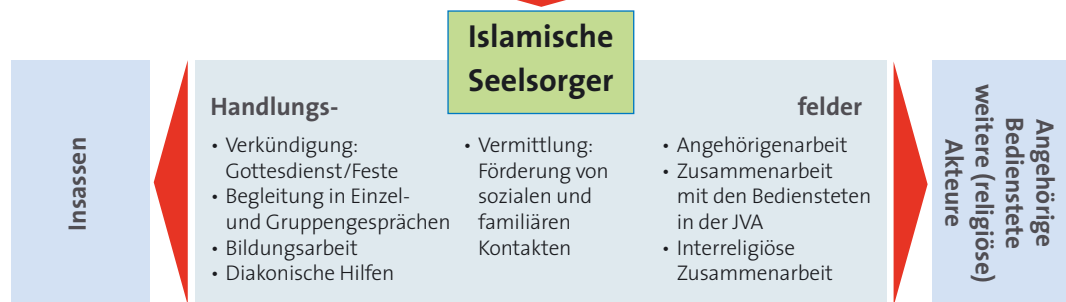 Islamische
Seelsorger
Insassen
Handlungs-
felder
• Verkündigung:
Gottesdienst/Feste
• Begleitung in Einzel-
und Gruppengesprächen
• Bildungsarbeit
• Diakonische Hilfen
• Vermittlung:
Förderung von
sozialen und
familiären
Kontakten
• Angehörigenarbeit
• Zusammenarbeit
mit den Bediensteten
in der JVA
• Interreligiöse
Zusammenarbeit
Angehörige
Bedienstete
weitere (religiöse)
Akteure